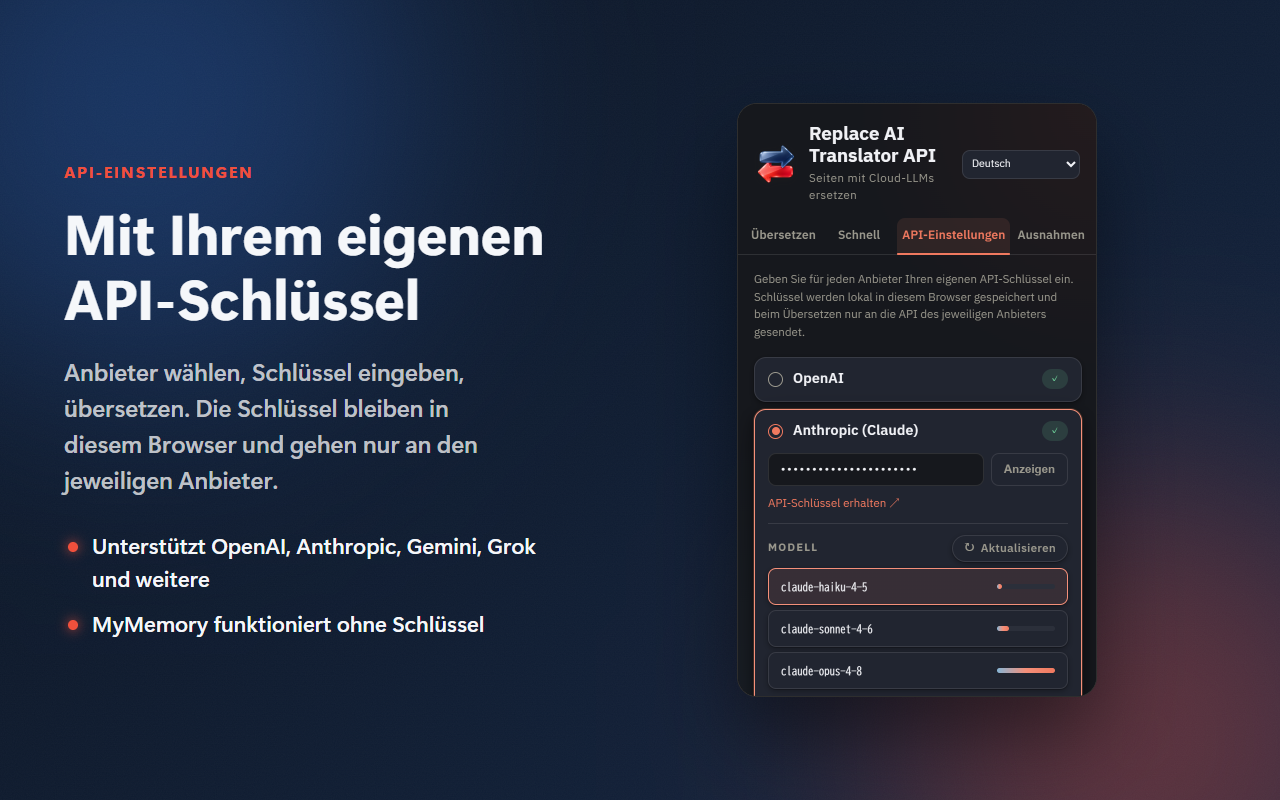 API-EINSTELLUNGEN
Mit Ihrem eigenen
API-Schlüssel
Anbieter wählen, Schlüssel eingeben,
übersetzen. Die Schlüssel bleiben in
diesem Browser und gehen nur an den
jeweiligen Anbieter.
Unterstützt OpenAI, Anthropic, Gemini, Grok
und weitere
MyMemory funktioniert ohne Schlüssel
Replace AI
Translator API
Seiten mit Cloud-LLMs
ersetzen
Deutsch
Übersetzen Schnell API-Einstellungen Ausnahmen
Geben Sie für jeden Anbieter Ihren eigenen API-Schlüssel ein.
Schlüssel werden lokal in diesem Browser gespeichert und
beim Übersetzen nur an die API des jeweiligen Anbieters
gesendet.
OpenAI ✓
Anthropic (Claude) ✓
•••••••••••••••••••••• Anzeigen
API-Schlüssel erhalten ↗
MODELL ↻ Aktualisieren
claude-haiku-4-5
claude-sonnet-4-6
claude-opus-4-8